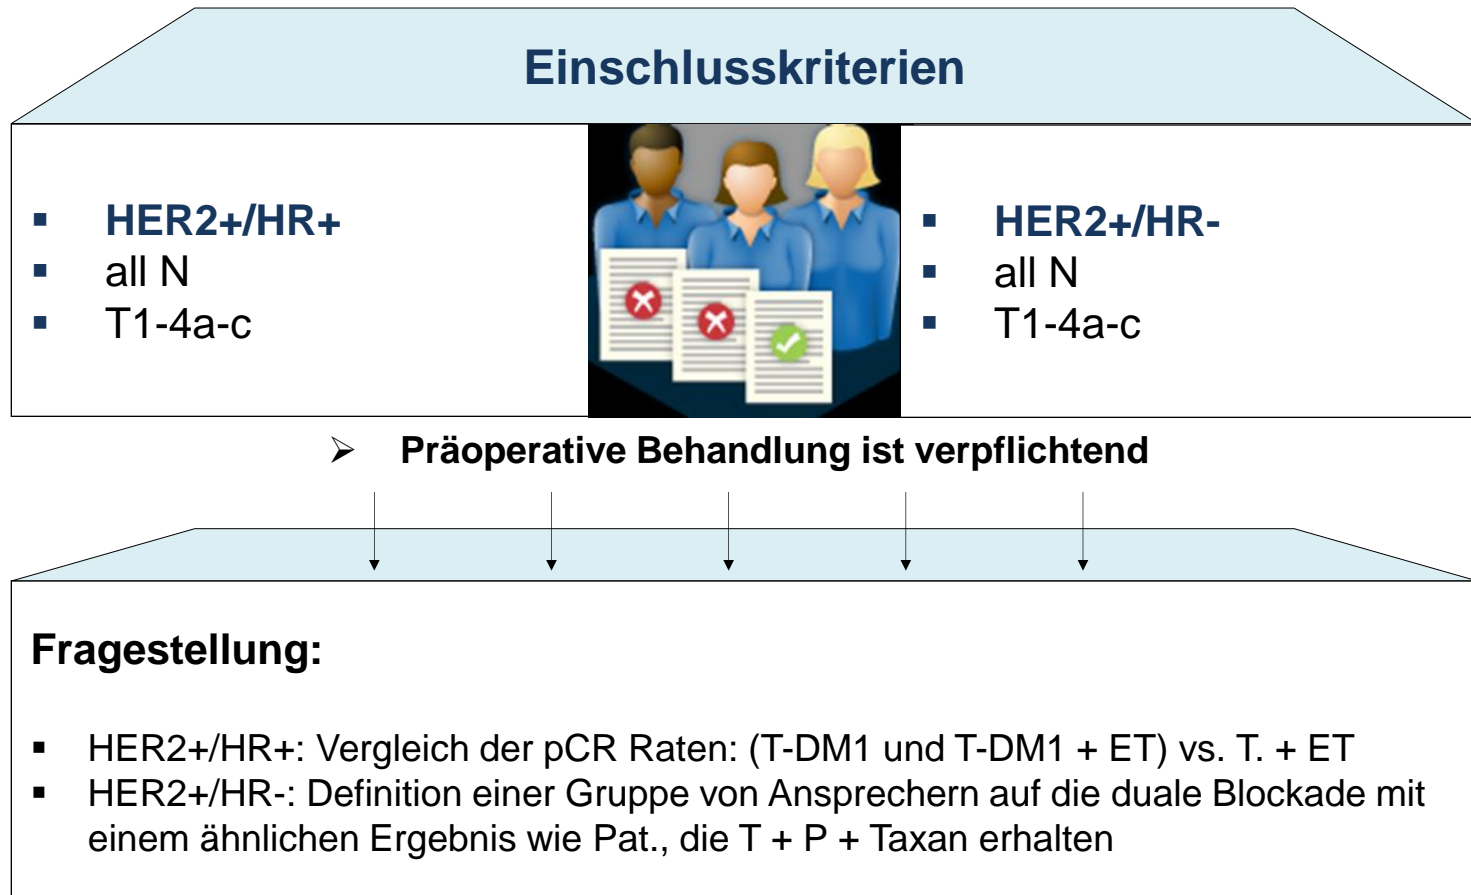 Einschlusskriterien
▪ HER2+/HR+
▪ all N
▪ T1-4a-c
▪ HER2+/HR-
▪ all N
▪ T1-4a-c
➢ Präoperative Behandlung ist verpflichtend
Fragestellung:
▪ HER2+/HR+: Vergleich der pCR Raten: (T-DM1 und T-DM1 + ET) vs. T. + ET
▪ HER2+/HR-: Definition einer Gruppe von Ansprechern auf die duale Blockade mit
einem ähnlichen Ergebnis wie Pat., die T + P + Taxan erhalten